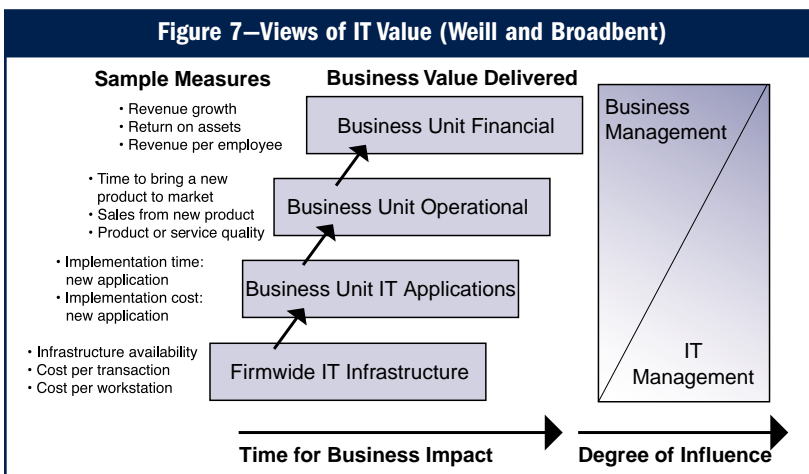 Figure 7—Views of IT Value (Weill and Broadbent)
Sample Measures
Business Value Delivered
• Revenue growth
• Return on assets
• Revenue per employee
Business Unit Financial
• Time to bring a new
product to market
• Sales from new product
• Product or service quality
Business Unit Operational
• Implementation time:
new application
• Implementation cost:
new application
Business Unit IT Applications
• Infrastructure availability
• Cost per transaction
• Cost per workstation
Firmwide IT Infrastructure
Business
Management
IT
Management
Time for Business Impact
Degree of Influence